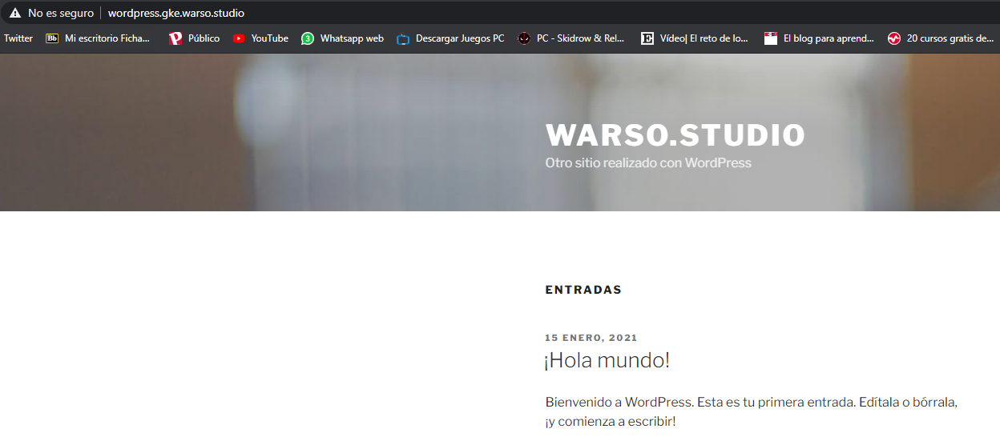 No es seguro wordpress.gke.warso.studio
Twitter Mi escritorio Ficha... Público YouTube Whatsapp web Descargar Juegos PC PC - Skidrow & Rel... Vídeo| El reto de lo... El blog para aprend... 20 cursos gratis de...
WARSO.STUDIO
Otro sitio realizado con WordPress
ENTRADAS
15 ENERO, 2021
¡Hola mundo!
Bienvenido a WordPress. Esta es tu primera entrada. Edítala o bórrala,
¡y comienza a escribir!